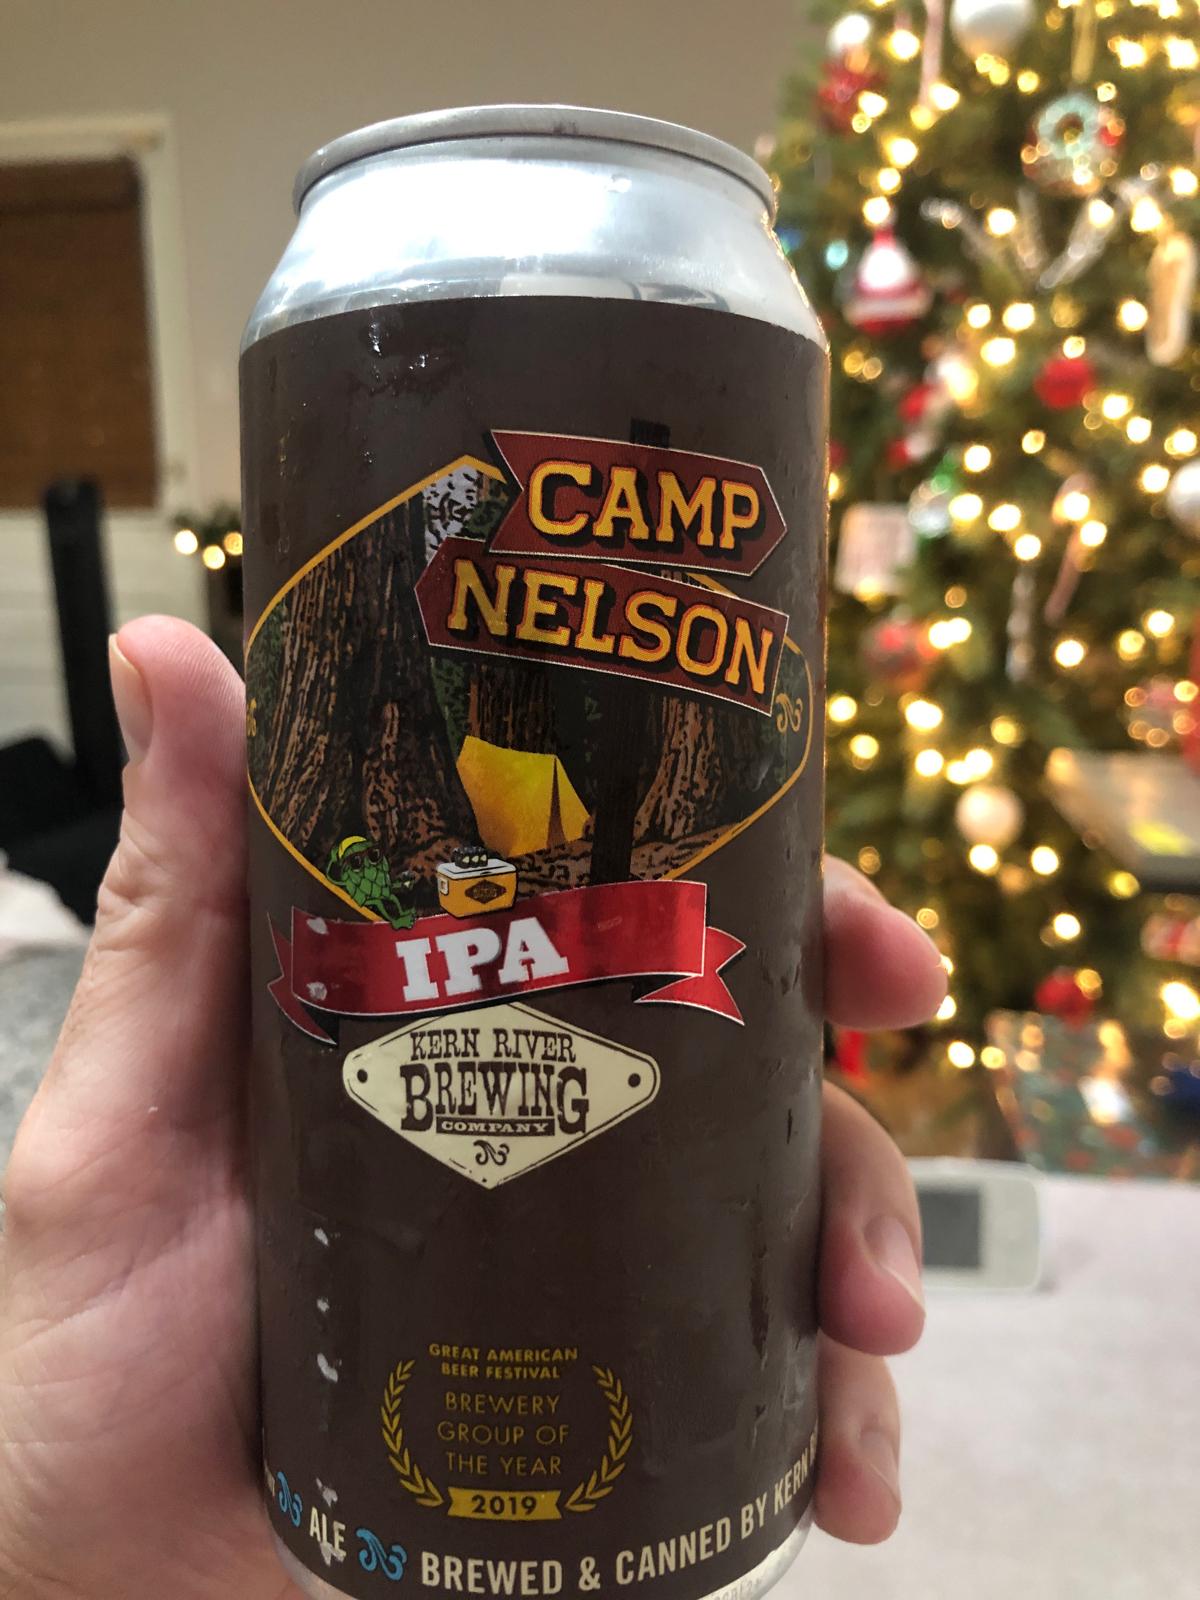 CAMP
NELSON
IPA
KERN RIVER
BREWING
COMPANY
GREAT AMERICAN
BEER FESTIVAL
BREWERY
GROUP OF
THE YEAR
2019
ALE BREWED & CANNED BY KERN